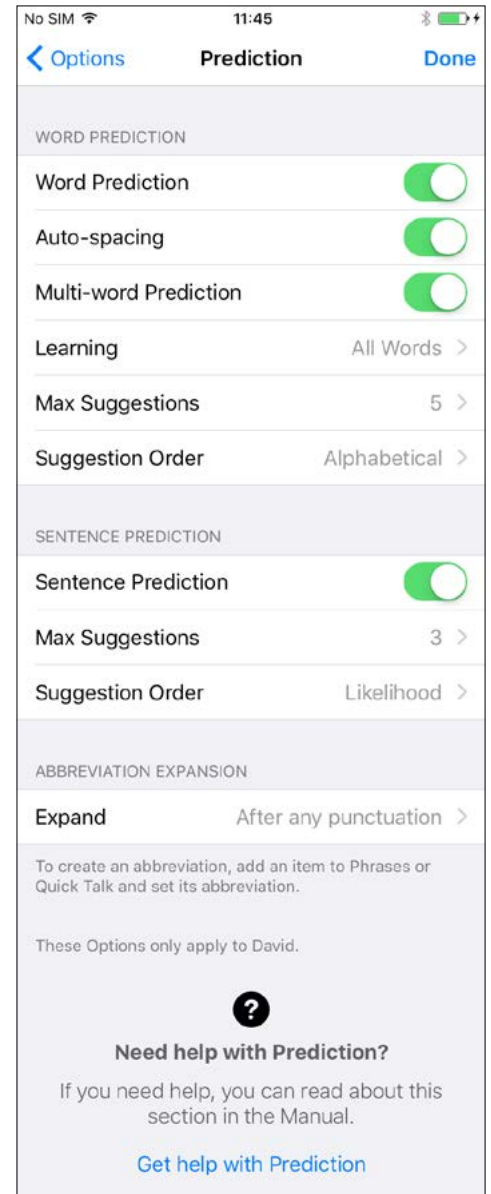 No SIM 11:45
Options Prediction Done
WORD PREDICTION
Word Prediction
Auto-spacing
Multi-word Prediction
Learning All Words
Max Suggestions 5
Suggestion Order Alphabetical
SENTENCE PREDICTION
Sentence Prediction
Max Suggestions 3
Suggestion Order Likelihood
ABBREVIATION EXPANSION
Expand After any punctuation
To create an abbreviation, add an item to Phrases or
Quick Talk and set its abbreviation.
These Options only apply to David.
?
Need help with Prediction?
If you need help, you can read about this
section in the Manual.
Get help with Prediction